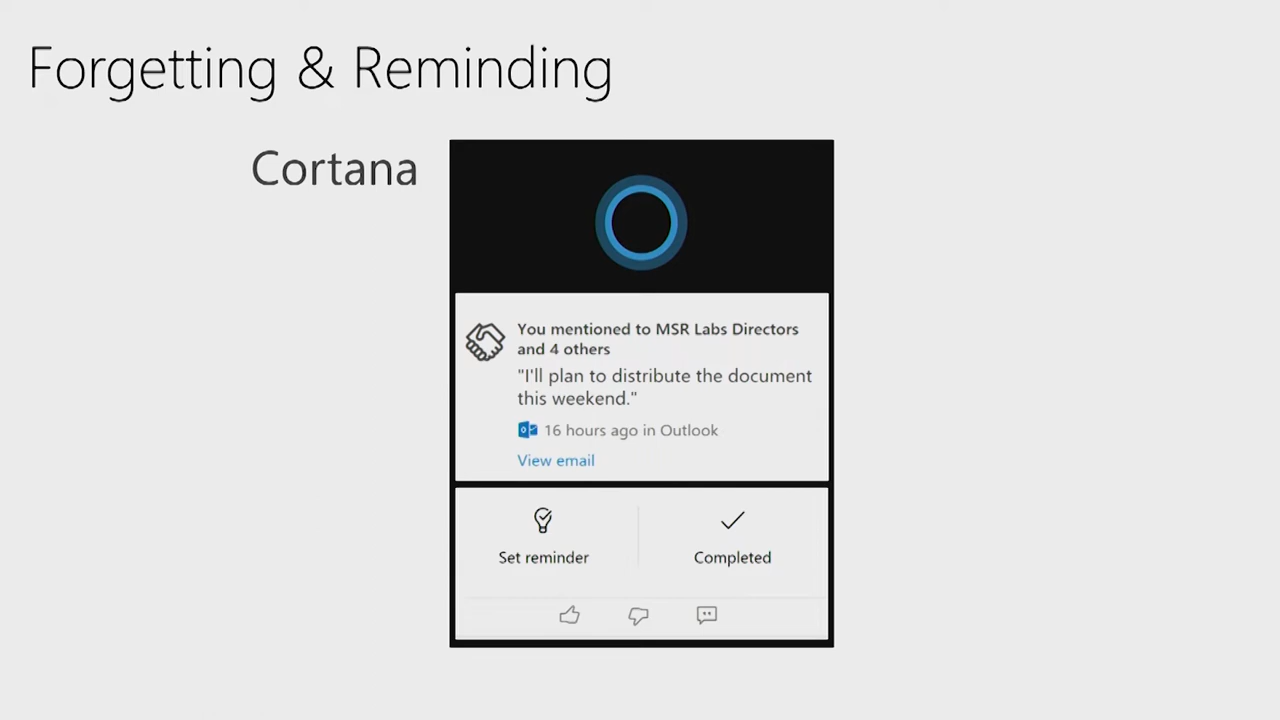 Forgetting & Reminding
Cortana
You mentioned to MSR Labs Directors
and 4 others
"I'll plan to distribute the document
this weekend."
16 hours ago in Outlook
View email
Set reminder
Completed